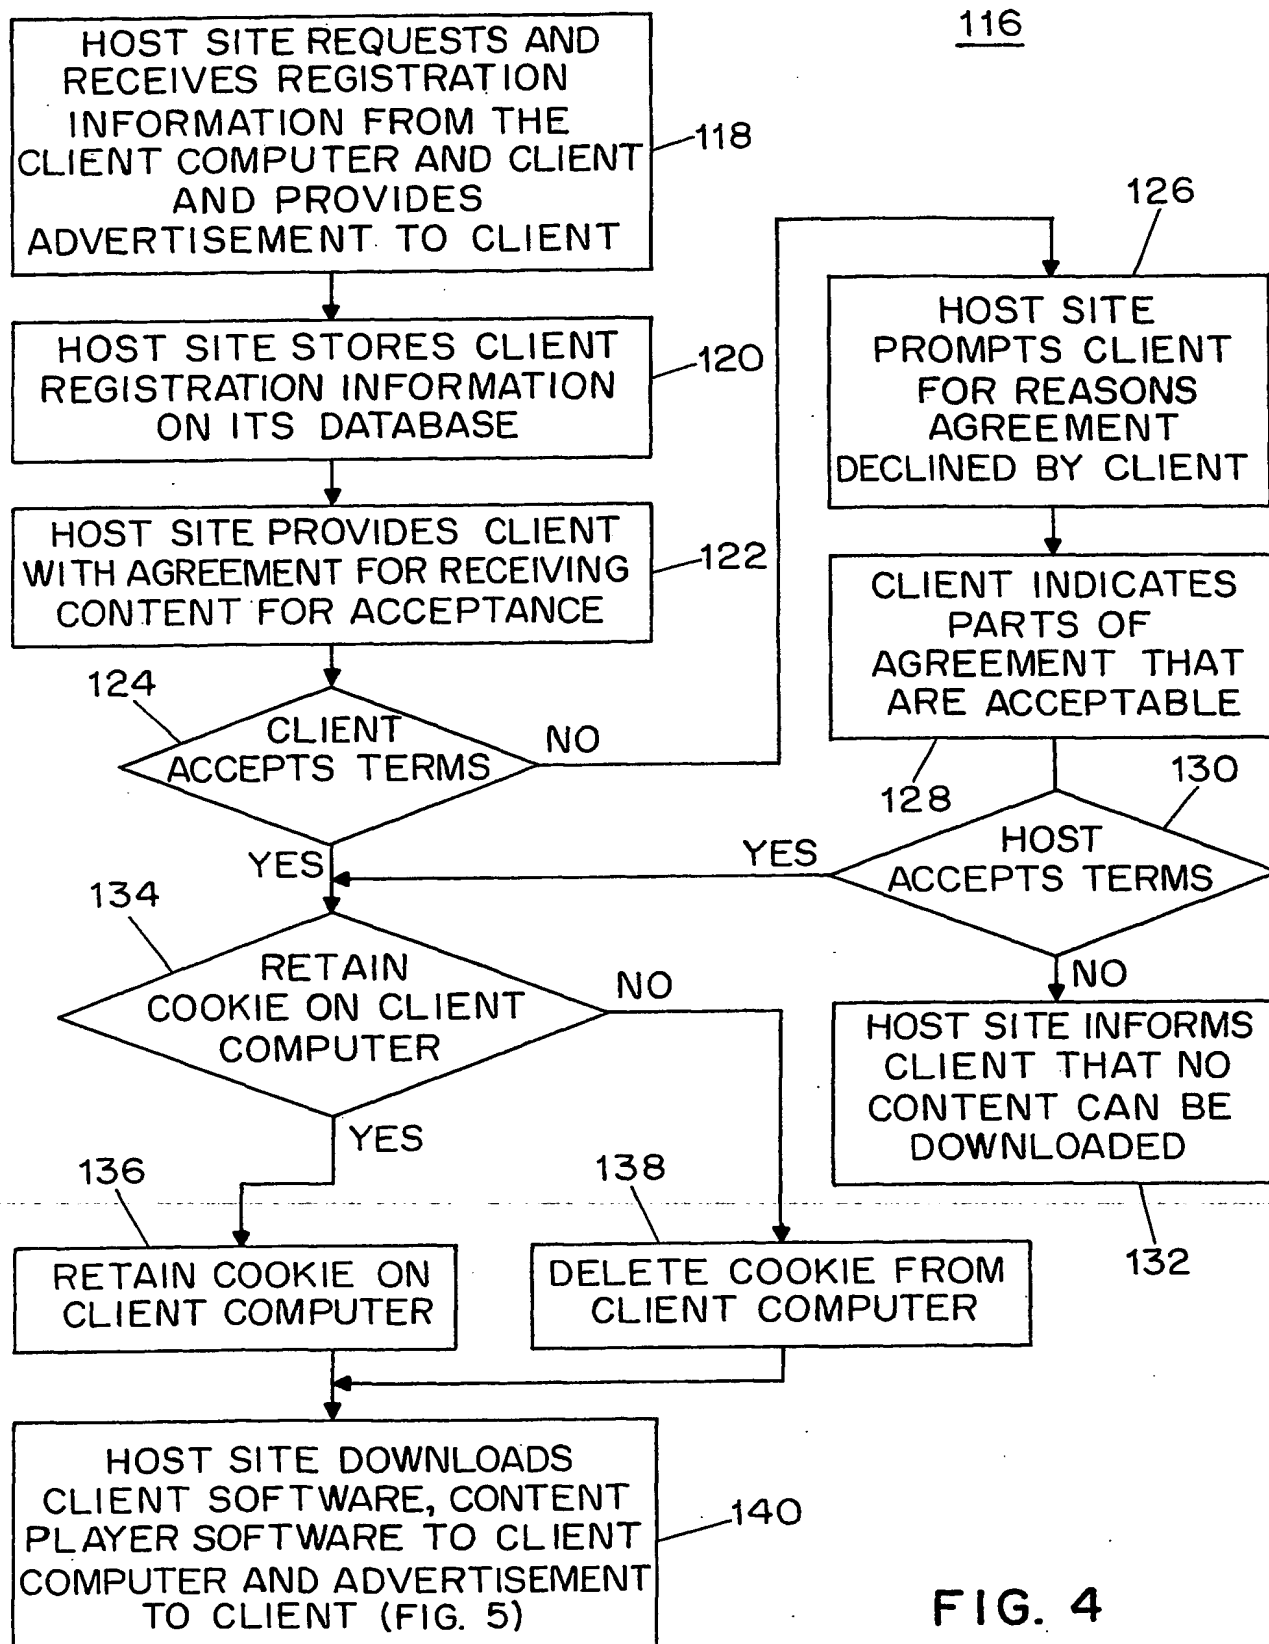 116
HOST SITE REQUESTS AND
RECEIVES REGISTRATION
INFORMATION FROM THE
CLIENT COMPUTER AND CLIENT
AND PROVIDES
ADVERTISEMENT TO CLIENT
118
HOST SITE STORES CLIENT
REGISTRATION INFORMATION
ON ITS DATABASE
120
HOST SITE PROVIDES CLIENT
WITH AGREEMENT FOR RECEIVING
CONTENT FOR ACCEPTANCE
122
124
CLIENT
ACCEPTS TERMS
NO
YES
126
HOST SITE
PROMPTS CLIENT
FOR REASONS
AGREEMENT
DECLINED BY CLIENT
CLIENT INDICATES
PARTS OF
AGREEMENT THAT
ARE ACCEPTABLE
128
130
HOST
ACCEPTS TERMS
YES
NO
HOST SITE INFORMS
CLIENT THAT NO
CONTENT CAN BE
DOWNLOADED
132
134
RETAIN
COOKIE ON CLIENT
COMPUTER
NO
YES
136
RETAIN COOKIE ON
CLIENT COMPUTER
138
DELETE COOKIE FROM
CLIENT COMPUTER
HOST SITE DOWNLOADS
CLIENT SOFTWARE, CONTENT
PLAYER SOFTWARE TO CLIENT
COMPUTER AND ADVERTISEMENT
TO CLIENT (FIG. 5)
140
FIG. 4